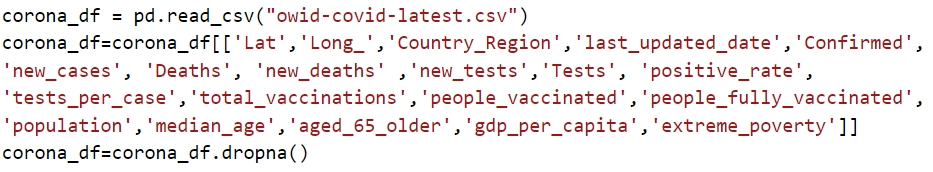 corona_df = pd.read_csv("owid-covid-latest.csv")
corona_df=corona_df[['Lat','Long_','Country_Region','last_updated_date','Confirmed',
'new_cases', 'Deaths', 'new_deaths' ,'new_tests','Tests', 'positive_rate',
'tests_per_case','total_vaccinations','people_vaccinated','people_fully_vaccinated',
'population','median_age','aged_65_older','gdp_per_capita','extreme_poverty']]
corona_df=corona_df.dropna()